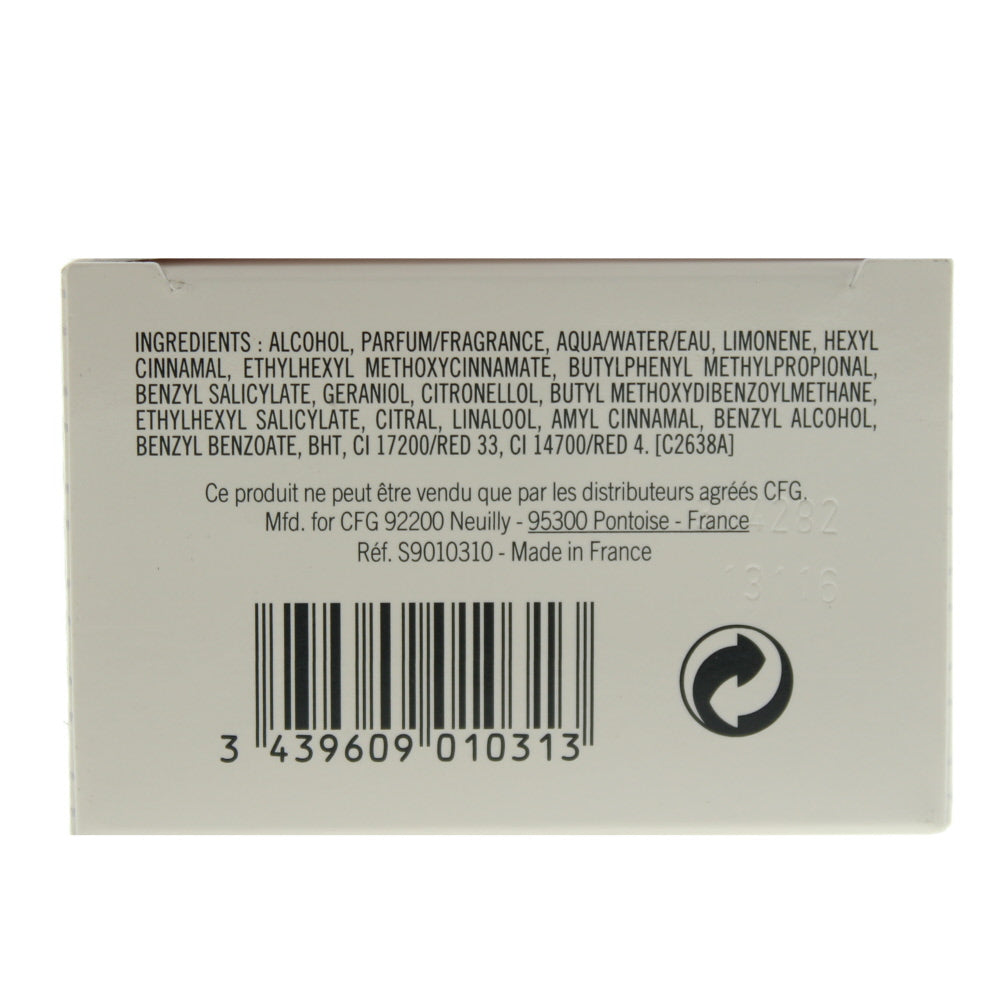 INGREDIENTS : ALCOHOL, PARFUM/FRAGRANCE, AQUA/WATER/EAU, LIMONENE, HEXYL
CINNAMAL, ETHYLHEXYL METHOXYCINNAMATE, BUTYLPHENYL METHYLPROPIONAL,
BENZYL SALICYLATE, GERANIOL, CITRONELLOL, BUTYL METHOXYDIBENZOYLMETHANE,
ETHYLHEXYL SALICYLATE, CITRAL, LINALOOL, AMYL CINNAMAL, BENZYL ALCOHOL,
BENZYL BENZOATE, BHT, CI 17200/RED 33, CI 14700/RED 4. [C2638A]
Ce produit ne peut être vendu que par les distributeurs agréés CFG.
Mfd. for CFG 92200 Neuilly - 95300 Pontoise - France
Réf. S9010310 - Made in France
13116
3 439609 010313